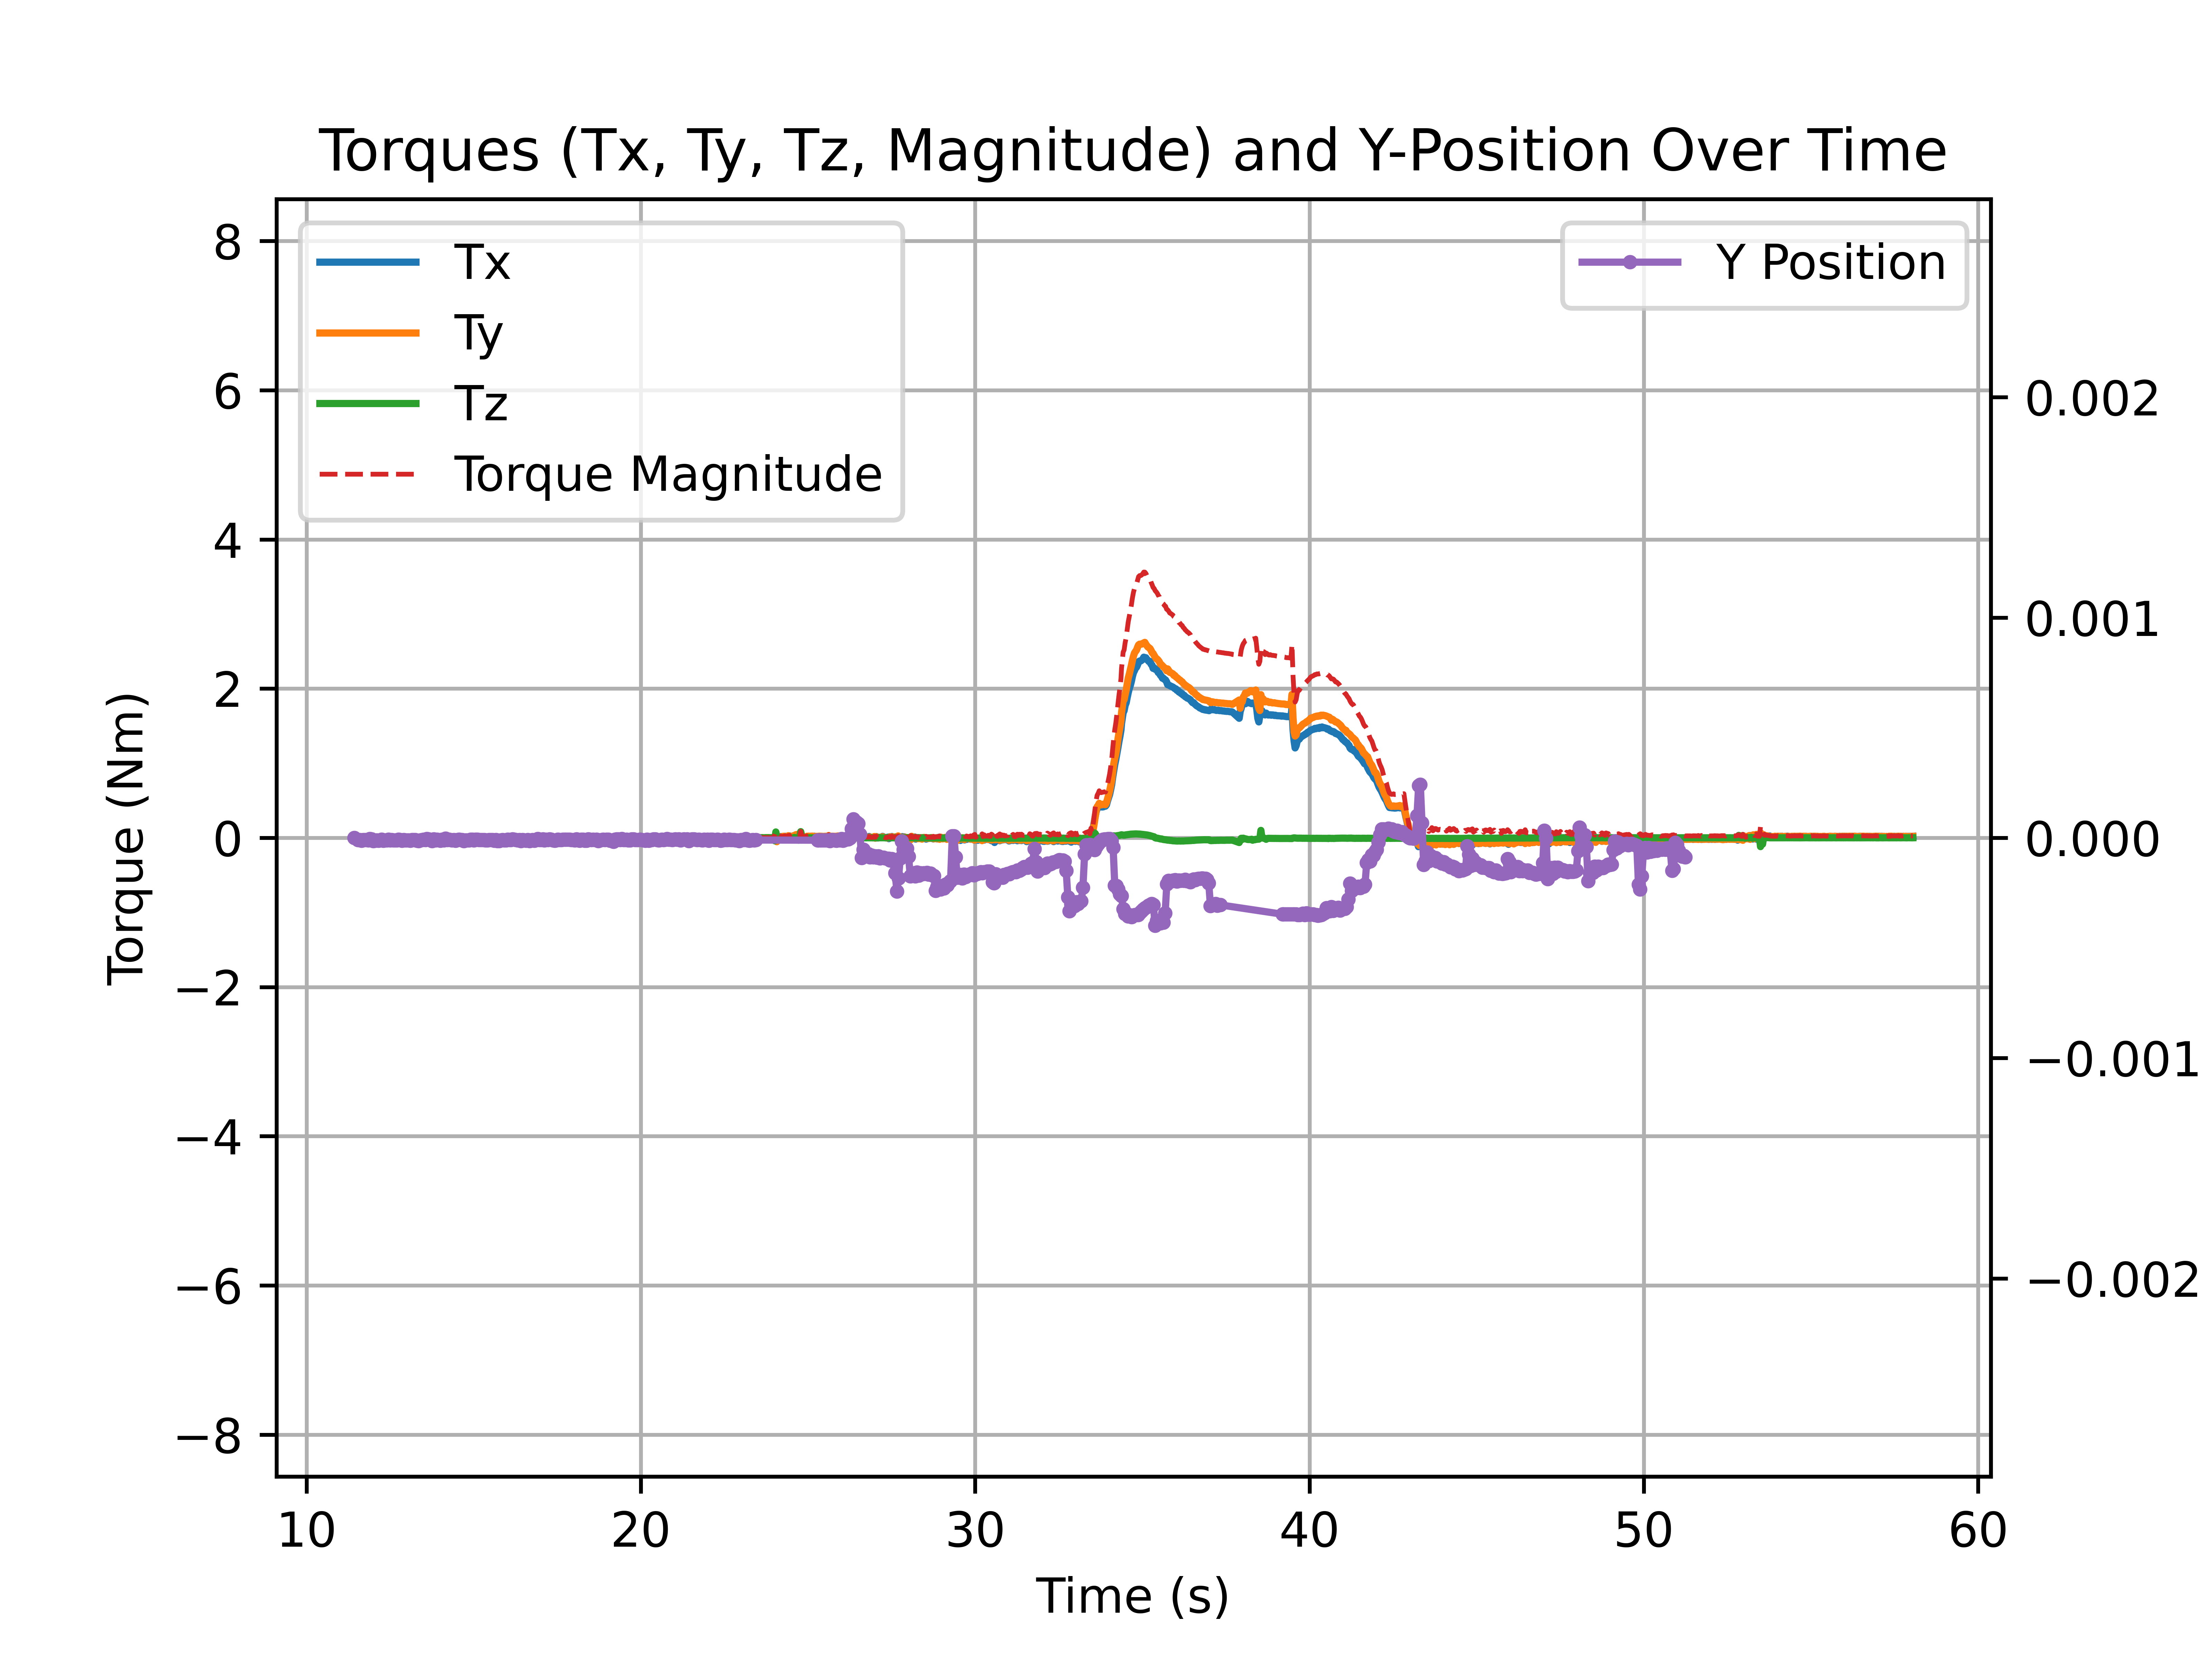 Torques (Tx, Ty, Tz, Magnitude) and Y-Position Over Time
Tx
Ty
Tz
Torque Magnitude
Y Position
Torque (Nm)
8
6
4
2
0
−2
−4
−6
−8
0.002
0.001
0.000
−0.001
−0.002
10 20 30 40 50 60
Time (s)